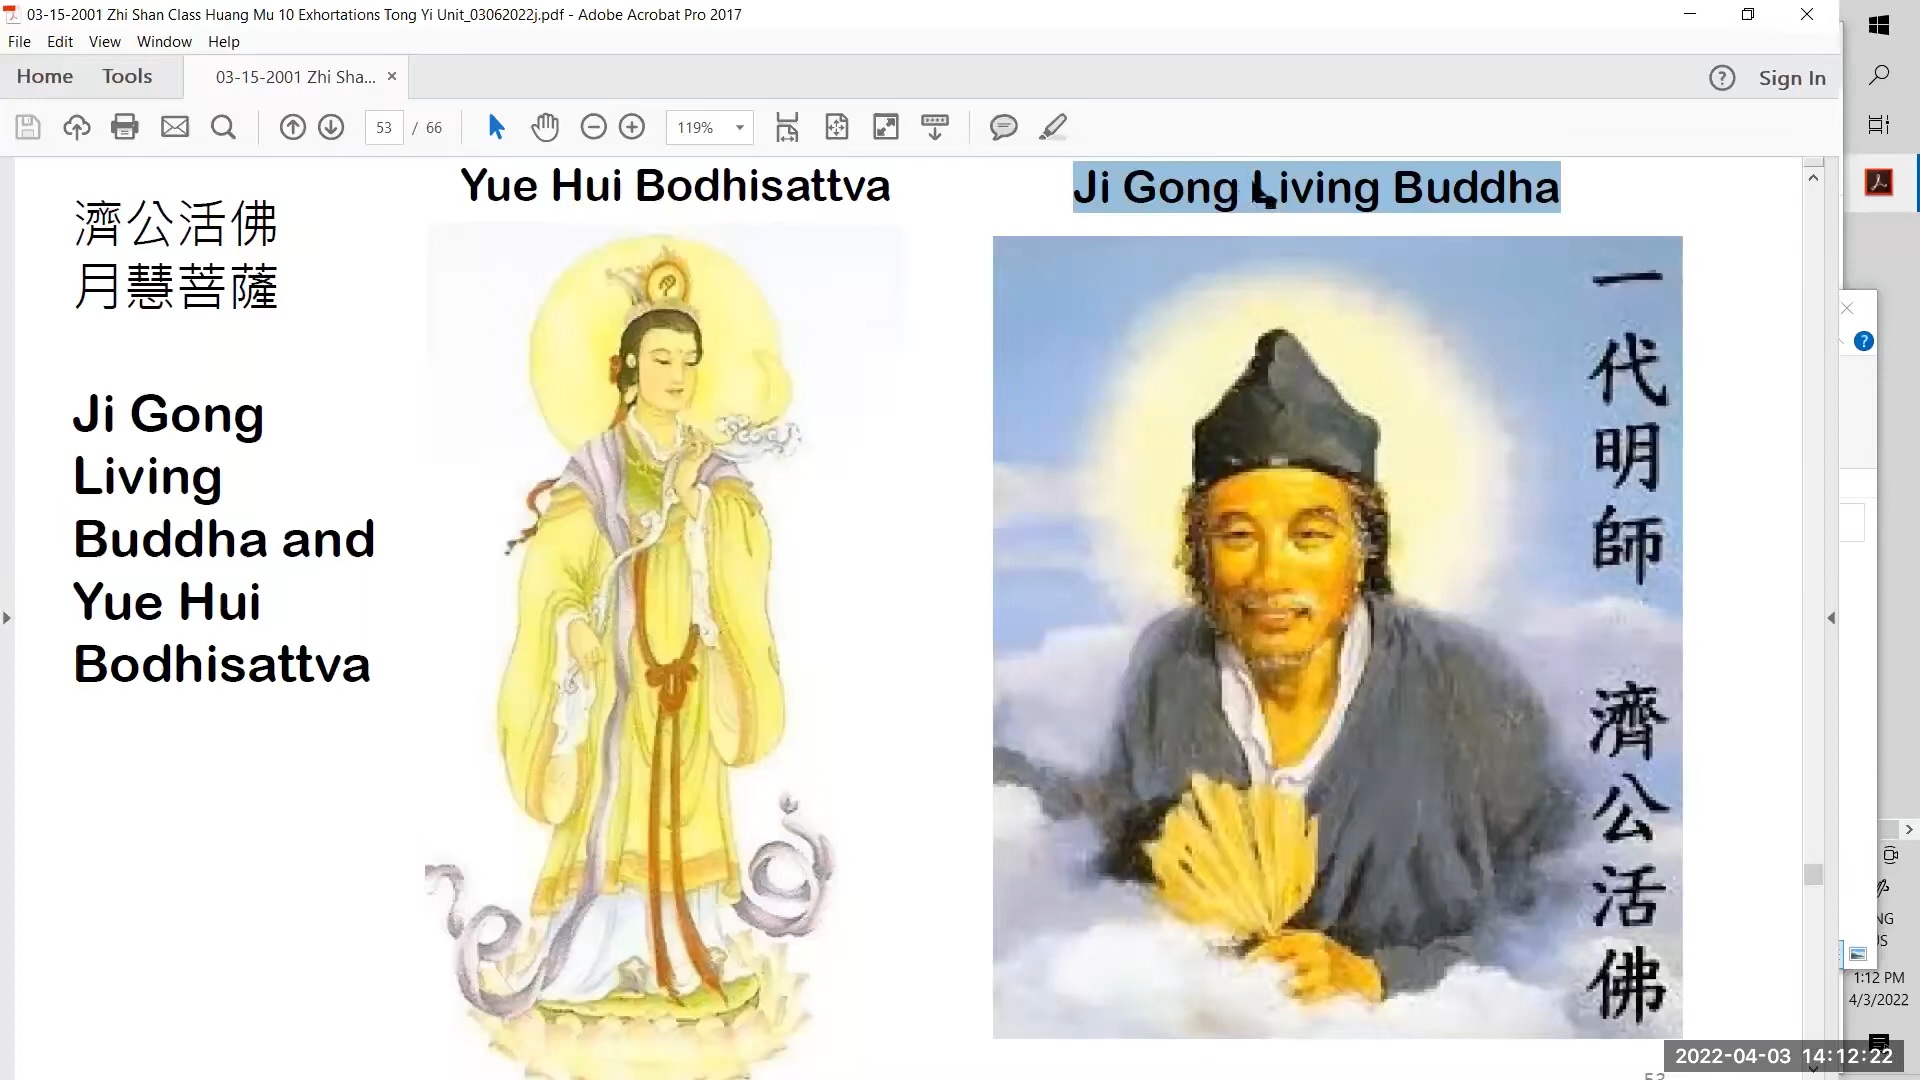 03-15-2001 Zhi Shan Class Huang Mu 10 Exhortations Tong Yi Unit_03062022j.pdf - Adobe Acrobat Pro 2017
File Edit View Window Help
Home Tools 03-15-2001 Zhi Sha... × ? Sign In
53 / 66 119%
Yue Hui Bodhisattva
Ji Gong Living Buddha
濟公活佛
月慧菩薩
Ji Gong
Living
Buddha and
Yue Hui
Bodhisattva
一代明師 濟公活佛
1:12 PM
4/3/2022
2022-04-03 14:12:22